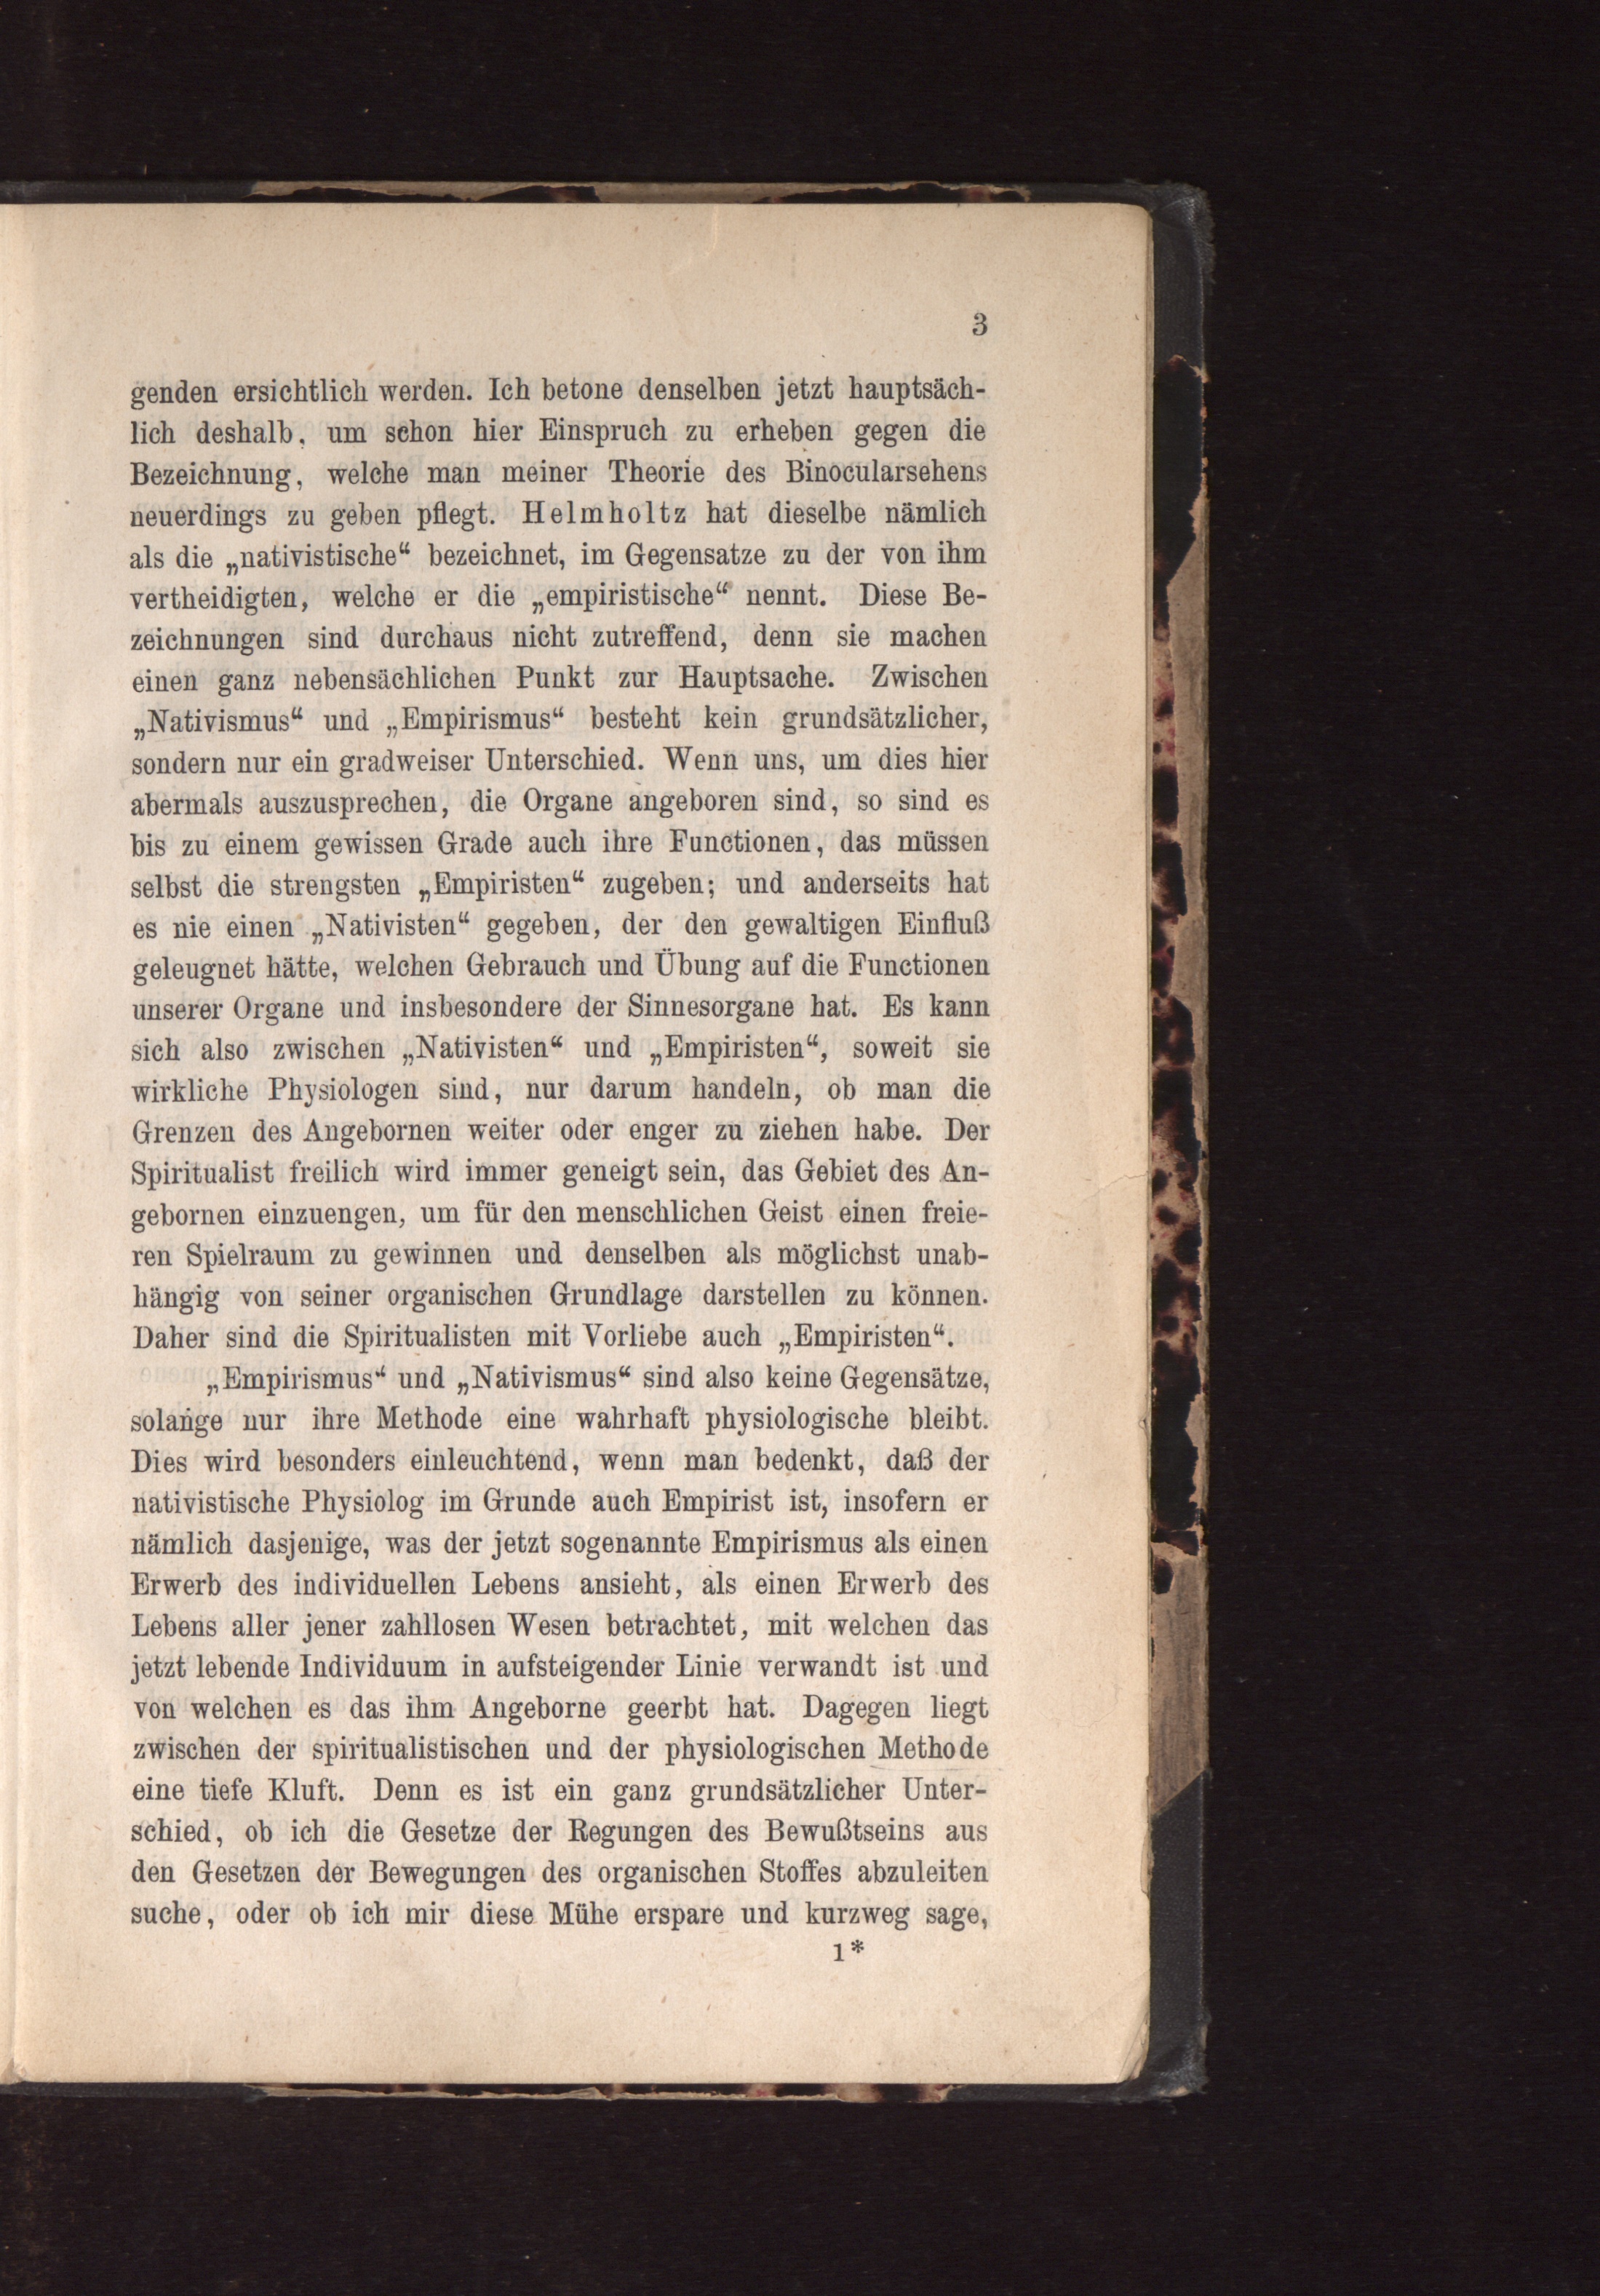 3
genden ersichtlich werden. Ich betone denselben jetzt hauptsäch-
lich deshalb, um schon hier Einspruch zu erheben gegen die
Bezeichnung, welche man meiner Theorie des Binocularsehens
neuerdings zu geben pflegt. Helmholtz hat dieselbe nämlich
als die „nativistische“ bezeichnet, im Gegensatze zu der von ihm
vertheidigten, welche er die „empiristische“ nennt. Diese Be-
zeichnungen sind durchaus nicht zutreffend, denn sie machen
einen ganz nebensächlichen Punkt zur Hauptsache. Zwischen
„Nativismus“ und „Empirismus“ besteht kein grundsätzlicher,
sondern nur ein gradweiser Unterschied. Wenn uns, um dies hier
abermals auszusprechen, die Organe angeboren sind, so sind es
bis zu einem gewissen Grade auch ihre Functionen, das müssen
selbst die strengsten „Empiristen“ zugeben; und anderseits hat
es nie einen „Nativisten“ gegeben, der den gewaltigen Einfluß
geleugnet hätte, welchen Gebrauch und Übung auf die Functionen
unserer Organe und insbesondere der Sinnesorgane hat. Es kann
sich also zwischen „Nativisten“ und „Empiristen“, soweit sie
wirkliche Physiologen sind, nur darum handeln, ob man die
Grenzen des Angebornen weiter oder enger zu ziehen habe. Der
Spiritualist freilich wird immer geneigt sein, das Gebiet des An-
gebornen einzuengen, um für den menschlichen Geist einen freie-
ren Spielraum zu gewinnen und denselben als möglichst unab-
hängig von seiner organischen Grundlage darstellen zu können.
Daher sind die Spiritualisten mit Vorliebe auch „Empiristen“.
„Empirismus“ und „Nativismus“ sind also keine Gegensätze,
solange nur ihre Methode eine wahrhaft physiologische bleibt.
Dies wird besonders einleuchtend, wenn man bedenkt, daß der
nativistische Physiolog im Grunde auch Empirist ist, insofern er
nämlich dasjenige, was der jetzt sogenannte Empirismus als einen
Erwerb des individuellen Lebens ansieht, als einen Erwerb des
Lebens aller jener zahllosen Wesen betrachtet, mit welchen das
jetzt lebende Individuum in aufsteigender Linie verwandt ist und
von welchen es das ihm Angeborne geerbt hat. Dagegen liegt
zwischen der spiritualistischen und der physiologischen Methode
eine tiefe Kluft. Denn es ist ein ganz grundsätzlicher Unter-
schied, ob ich die Gesetze der Regungen des Bewußtseins aus
den Gesetzen der Bewegungen des organischen Stoffes abzuleiten
suche, oder ob ich mir diese Mühe erspare und kurzweg sage,
1*